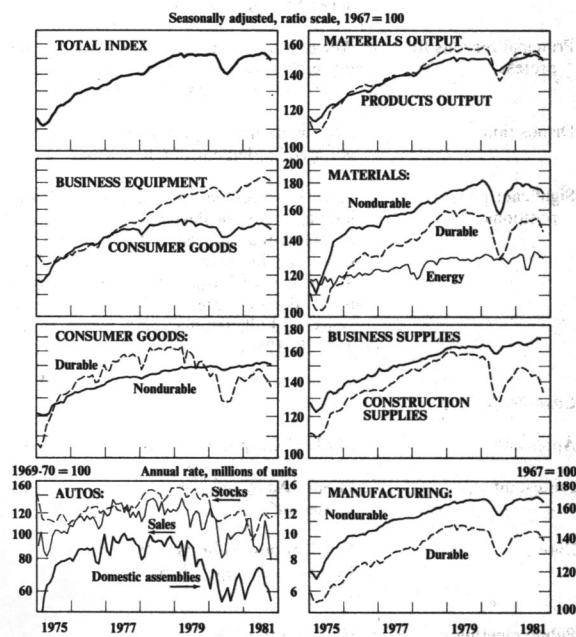 Seasonally adjusted, ratio scale, 1967=100
TOTAL INDEX
160
140
120
100
MATERIALS OUTPUT
PRODUCTS OUTPUT
BUSINESS EQUIPMENT
CONSUMER GOODS
200
180
160
140
120
100
MATERIALS:
Nondurable
Durable
Energy
CONSUMER GOODS:
Durable
Nondurable
180
160
140
120
100
BUSINESS SUPPLIES
CONSTRUCTION
SUPPLIES
1969-70 = 100
Annual rate, millions of units
1967 = 100
160
120
100
80
60
AUTOS:
Stocks
Sales
Domestic assemblies
16
12
10
8
6
MANUFACTURING:
Nondurable
Durable
180
160
140
120
100
1975 1977 1979 1981
1975 1977 1979 1981